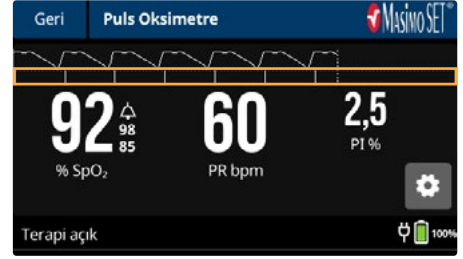 Geri Puls Oksimetre Masimo SET®
92 98 85 60 2,5
% SpO₂ PR bpm PI %
Terapi açık 100%